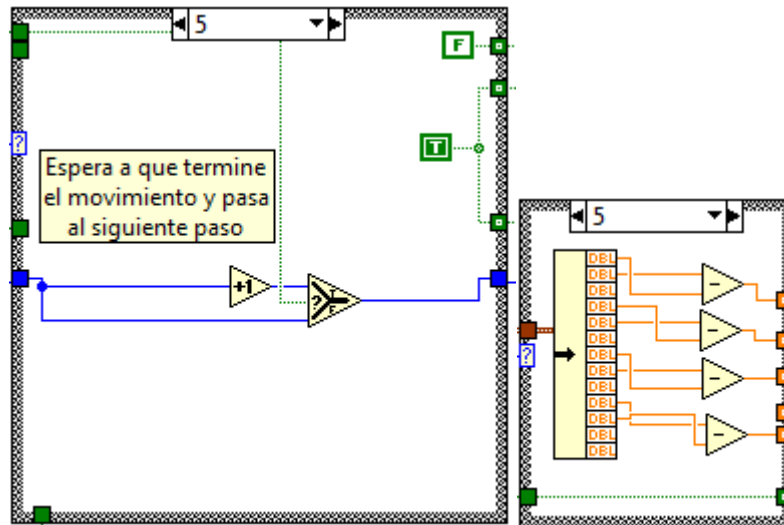 5
F
T
?
Espera a que termine
el movimiento y pasa
al siguiente paso
+1
?
T
F
5
?
DBL
DBL
DBL
DBL
DBL
DBL
DBL
DBL
DBL
DBL
DBL
DBL
DBL
-
-
-
-